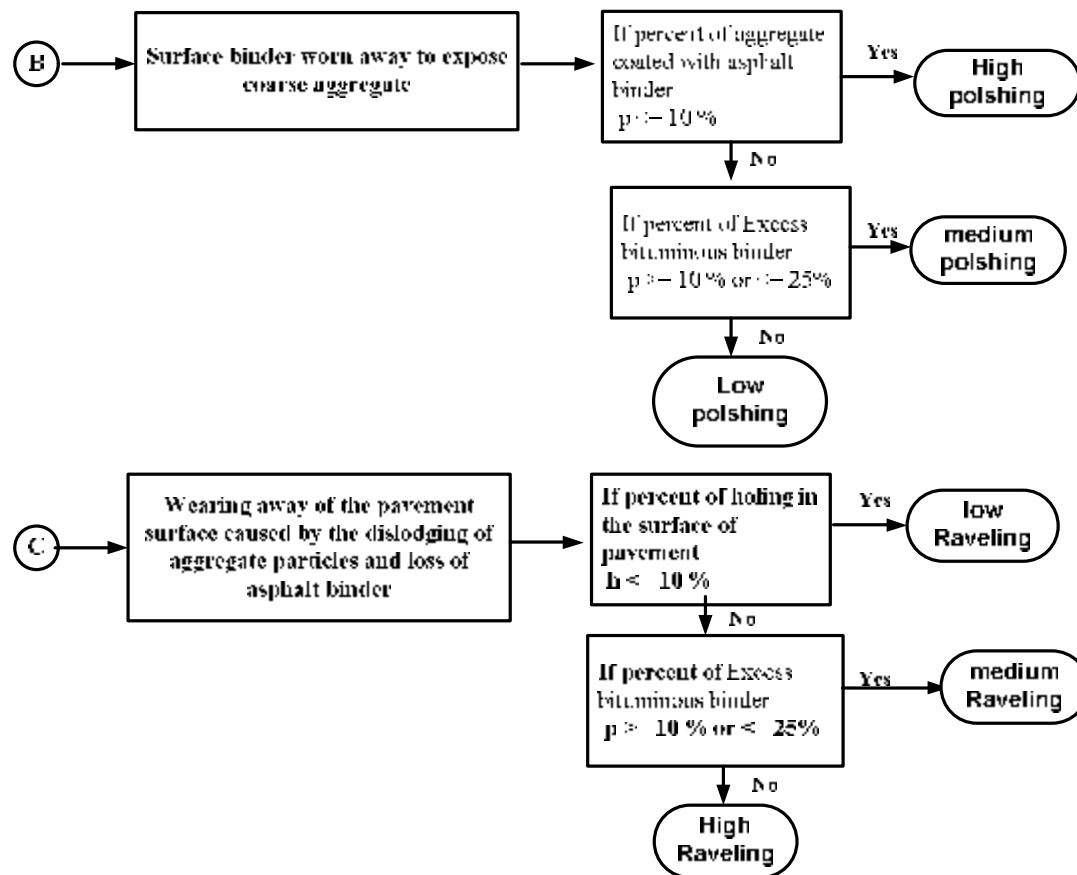 B
Surface binder worn away to expose
coarse aggregate
If percent of aggregate
coated with asphalt
binder
p <= 10 %
Yes
High
polshing
No
If percent of Excess
bituminous binder
p >= 10 % or <= 25%
Yes
medium
polshing
No
Low
polshing
C
Wearing away of the pavement
surface caused by the dislodging of
aggregate particles and loss of
asphalt binder
If percent of holing in
the surface of
pavement
h < 10 %
Yes
low
Raveling
No
If percent of Excess
bituminous binder
p > 10 % or < 25%
Yes
medium
Raveling
No
High
Raveling